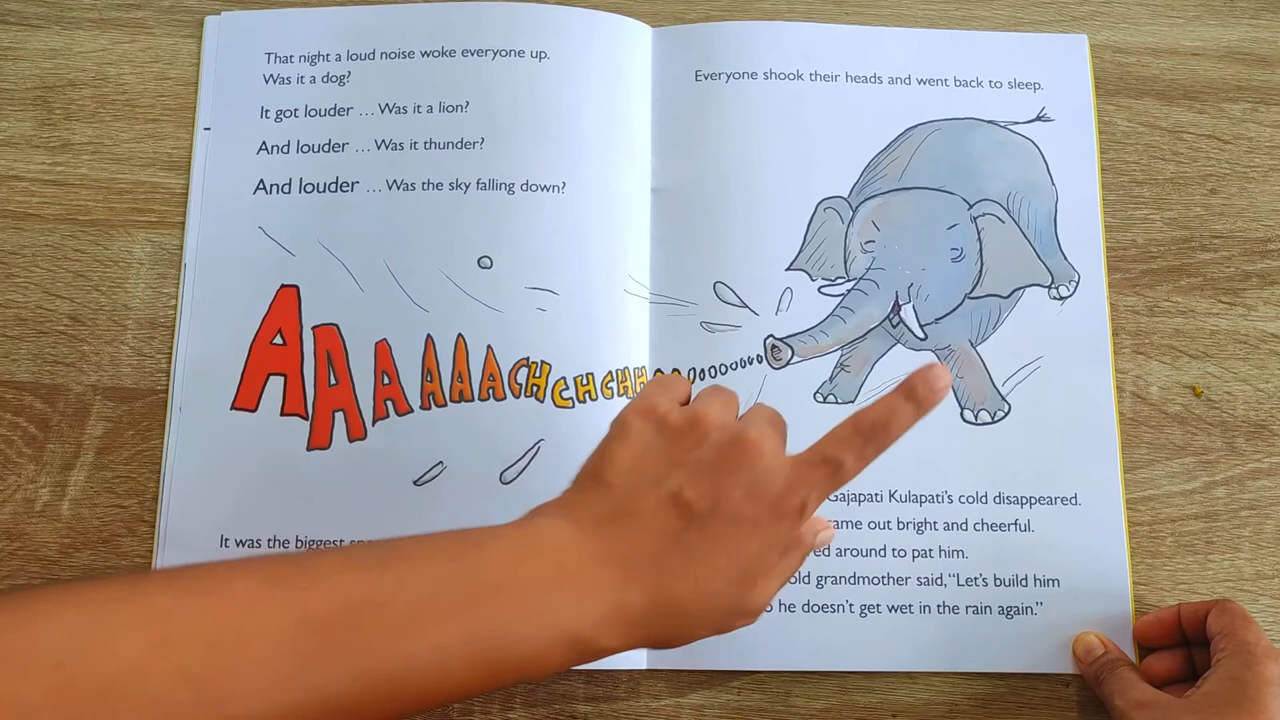 That night a loud noise woke everyone up.
Was it a dog?
It got louder ... Was it a lion?
And louder ... Was it thunder?
And louder ... Was the sky falling down?
AAAAAACHHCHCHH
It was the biggest
Everyone shook their heads and went back to sleep.
Gajapati Kulapati's cold disappeared.
came out bright and cheerful.
around to pat him.
old grandmother said, "Let's build him
he doesn't get wet in the rain again."